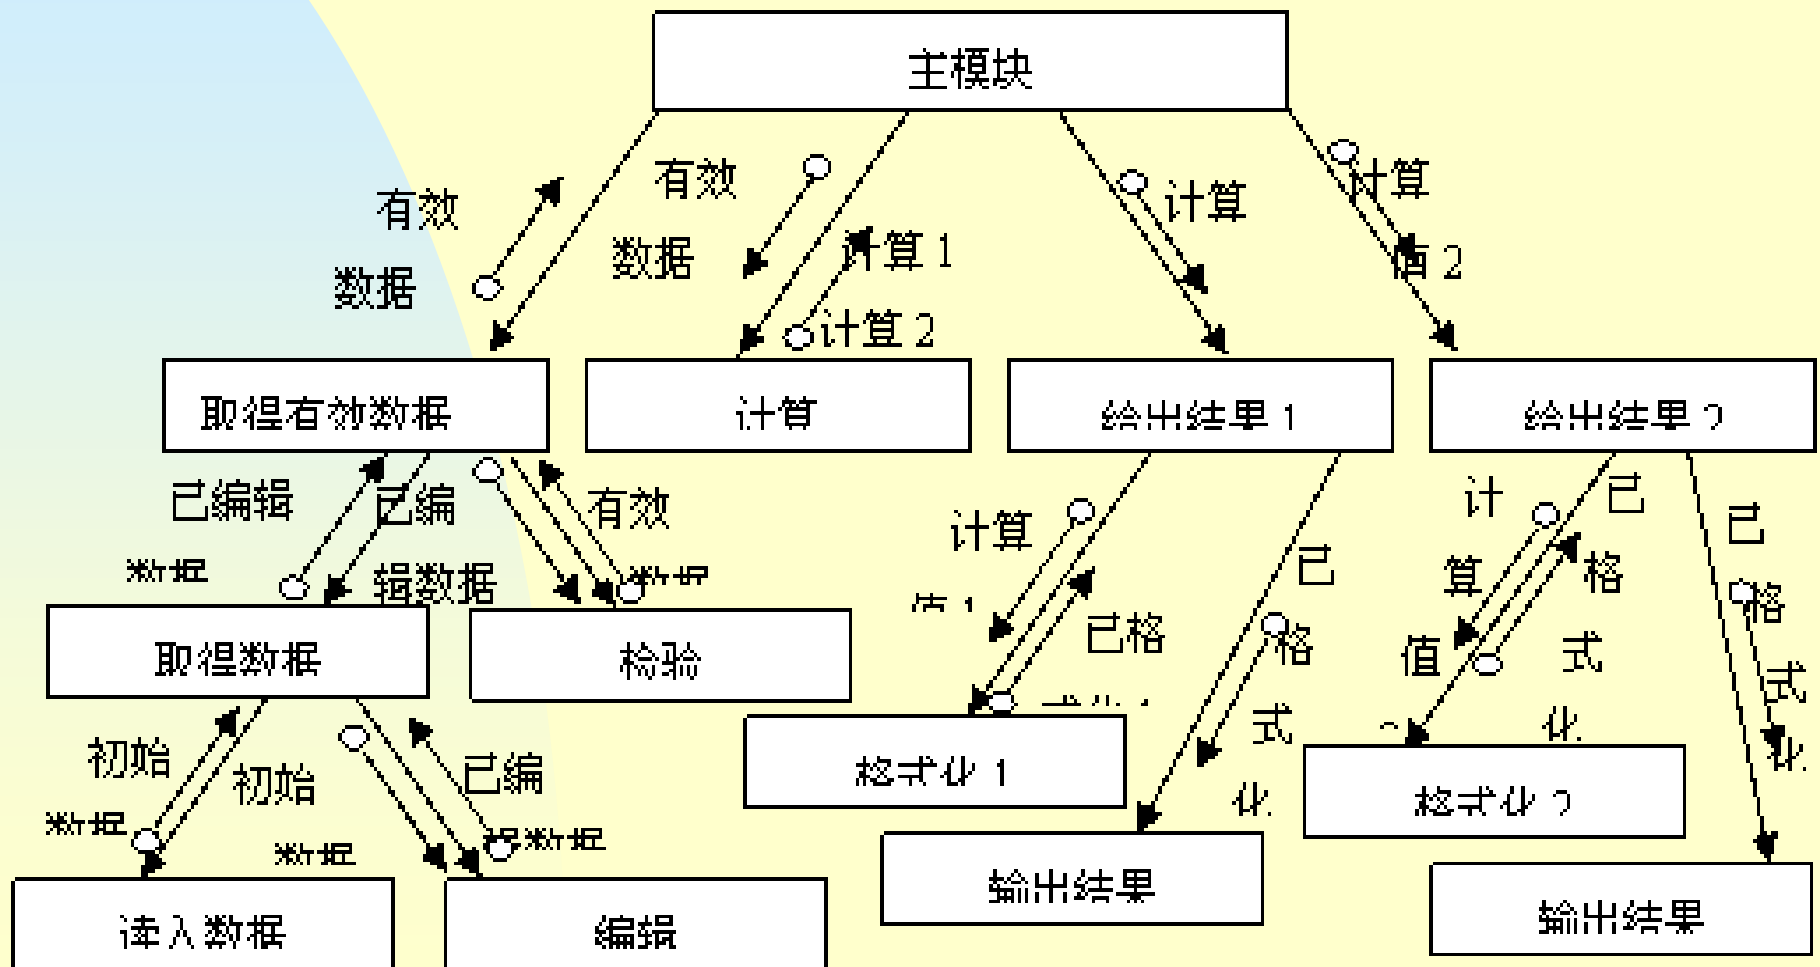 主模块
有效
数据
有效
数据
计算 1
计算 2
计算
计算
值 2
取得有效数据
计算
给出结果 1
给出结果 2
已编辑
数据
已编
辑数据
有效
数据
计算
值 1
已格
式化 1
已
格
式
化
计
算
值
已
格
式
化
已
格
式
化
取得数据
检验
格式化 1
格式化 2
初始
数据
初始
数据
已编
辑数据
输出结果
输出结果
读入数据
编辑